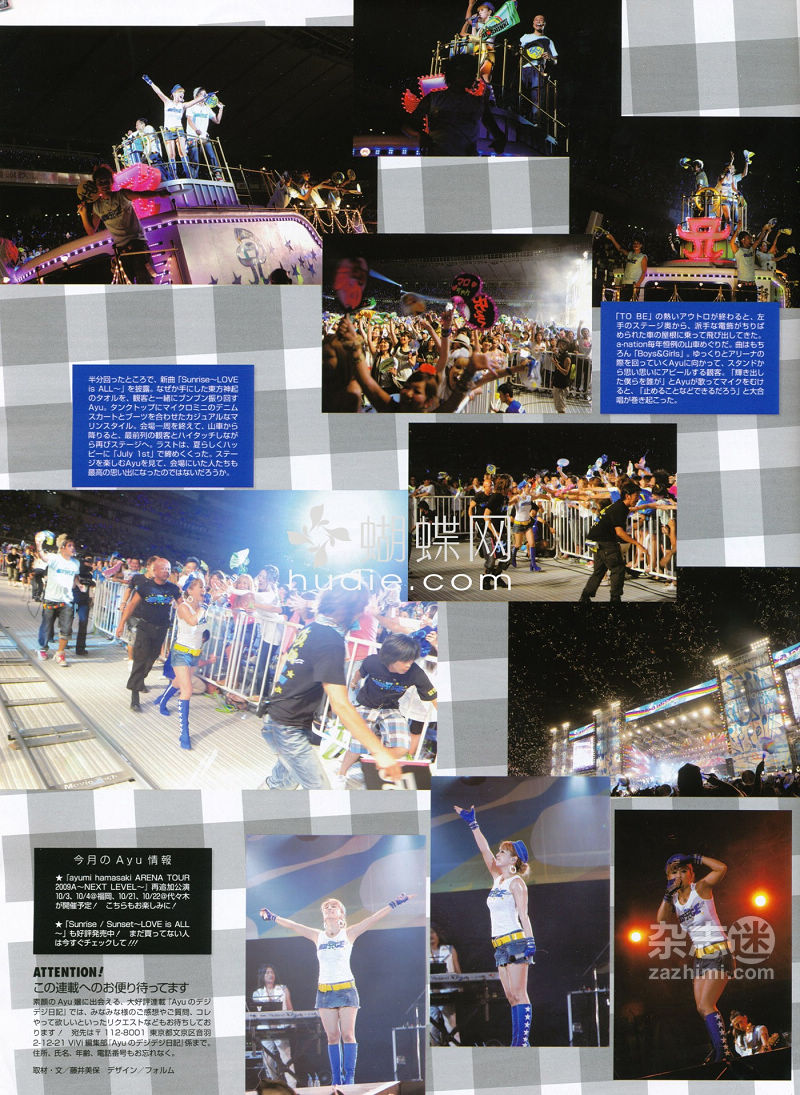 「TO BE」の熱いアウトロが終わると、左
手のステージ奥から、派手な電飾がちりば
められた車の屋根に乗って飛び出してきた。
a-nation毎年恒例の山車めぐりだ。曲はもち
ろん「Boys&Girls」。ゆっくりとアリーナの
際を回っていくAyuに向かって、スタンドか
ら思い思いにアピールする観客。「輝き出し
た僕らを誰が」とAyuが歌ってマイクをむけ
ると、「止めることなどできるだろう」と大合
唱が巻き起こった。
半分回ったところで、新曲「Sunrise〜LOVE
is ALL〜」を披露。なぜか手にした東方神起
のタオルを、観客と一緒にブンブン振り回す
Ayu。タンクトップにマイクロミニのデニム
スカートとブーツを合わせたカジュアルなマ
リンスタイル。会場一周を終えて、山車から
降りると、最前列の観客とハイタッチしなが
ら再びステージへ。ラストは、夏らしくハッ
ピーに「July 1st」で締めくくった。ステー
ジを楽しむAyuを見て、会場にいた人たちも
最高の思い出になったのではないだろうか。
蝴蝶网
hudie.com
今月のAyu情報
★「ayumi hamasaki ARENA TOUR
2009A〜NEXT LEVEL〜」再追加公演
10/3、10/4@福岡、10/21、10/22@代々木
が開催予定! こちらもお楽しみに!
★「Sunrise / Sunset〜LOVE is ALL
〜」も好評発売中! まだ買ってない人
は今すぐチェックして!!!
ATTENTION!
この連載へのお便り待ってます
素顔のAyu嬢に出会える、大好評連載「Ayuのデジ
デジ日記」では、みなみな様のご感想やご質問、コレ
やって欲しいといったリクエストなどもお待ちしてお
ります! 宛先は〒112-8001 東京都文京区音羽
2-12-21 ViVi編集部『Ayuのデジデジ日記』係まで。
住所、氏名、年齢、電話番号もお忘れなく。
取材・文/藤井美保 デザイン/フォルム
杂志迷
zazhimi.com